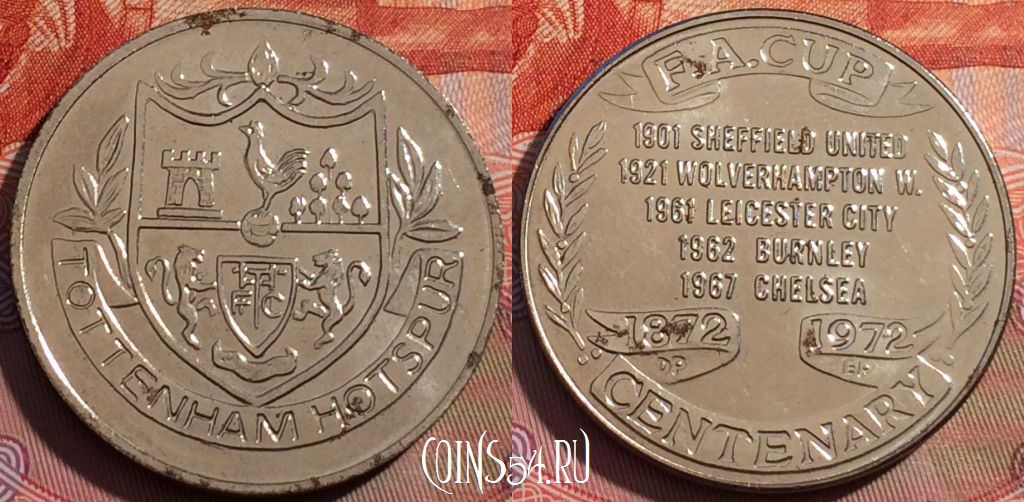 TOTTENHAM HOTSPUR
F.A. CUP
1901 SHEFFIELD UNITED
1921 WOLVERHAMPTON W.
1961 LEICESTER CITY
1962 BURNLEY
1967 CHELSEA
1872 1972
CENTENARY
COINS54.RU